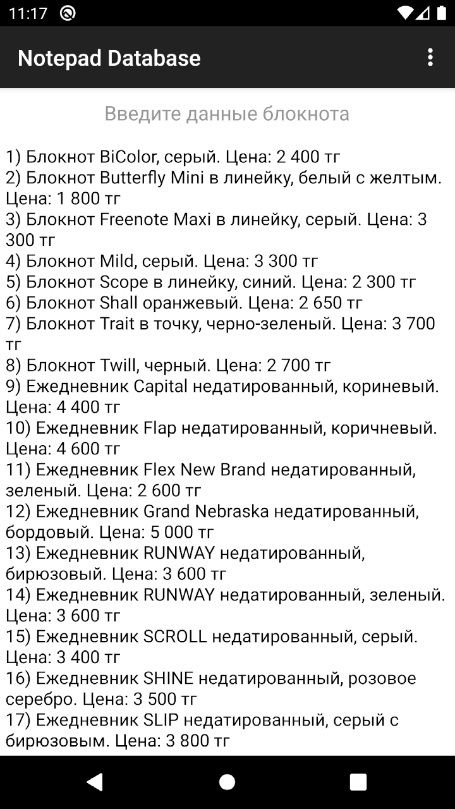 11:17
Notepad Database
Введите данные блокнота
1) Блокнот BiColor, серый. Цена: 2 400 тг
2) Блокнот Butterfly Mini в линейку, белый с желтым.
Цена: 1 800 тг
3) Блокнот Freenote Maxi в линейку, серый. Цена: 3
300 тг
4) Блокнот Mild, серый. Цена: 3 300 тг
5) Блокнот Scope в линейку, синий. Цена: 2 300 тг
6) Блокнот Shall оранжевый. Цена: 2 650 тг
7) Блокнот Trait в точку, черно-зеленый. Цена: 3 700
тг
8) Блокнот Twill, черный. Цена: 2 700 тг
9) Ежедневник Capital недатированный, кориневый.
Цена: 4 400 тг
10) Ежедневник Flap недатированный, коричневый.
Цена: 4 600 тг
11) Ежедневник Flex New Brand недатированный,
зеленый. Цена: 2 600 тг
12) Ежедневник Grand Nebraska недатированный,
бордовый. Цена: 5 000 тг
13) Ежедневник RUNWAY недатированный,
бирюзовый. Цена: 3 600 тг
14) Ежедневник RUNWAY недатированный, зеленый.
Цена: 3 600 тг
15) Ежедневник SCROLL недатированный, серый.
Цена: 3 400 тг
16) Ежедневник SHINE недатированный, розовое
серебро. Цена: 3 500 тг
17) Ежедневник SLIP недатированный, серый с
бирюзовым. Цена: 3 800 тг